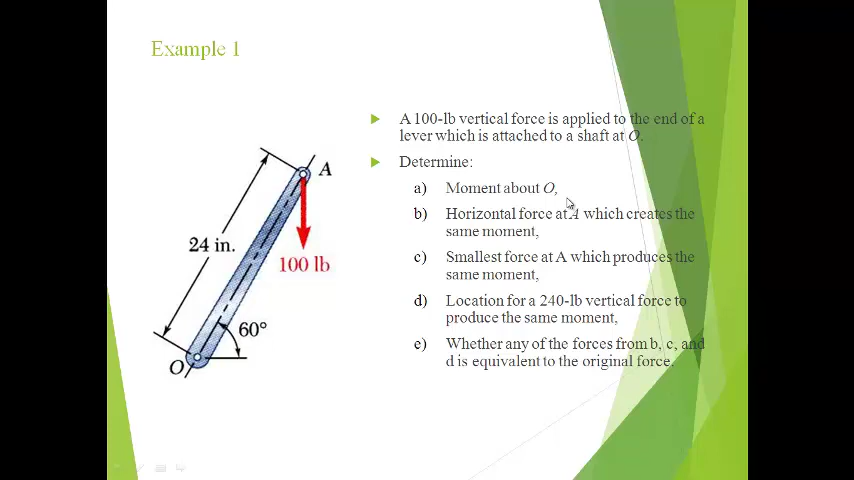 Example 1
A 100-lb vertical force is applied to the end of a
lever which is attached to a shaft at O.
Determine:
a) Moment about O,
b) Horizontal force at A which creates the
same moment,
c) Smallest force at A which produces the
same moment,
d) Location for a 240-lb vertical force to
produce the same moment,
e) Whether any of the forces from b, c, and
d is equivalent to the original force.
A
24 in.
100 lb
60°
O